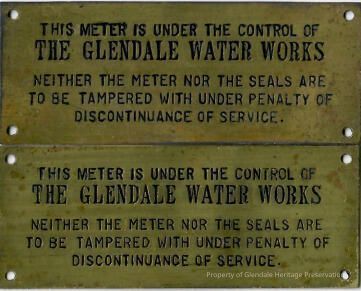 THIS METER IS UNDER THE CONTROL OF
THE GLENDALE WATER WORKS
NEITHER THE METER NOR THE SEALS ARE
TO BE TAMPERED WITH UNDER PENALTY OF
DISCONTINUANCE OF SERVICE.
THIS METER IS UNDER THE CONTROL OF
THE GLENDALE WATER WORKS
NEITHER THE METER NOR THE SEALS ARE
TO BE TAMPERED WITH UNDER PENALTY OF
DISCONTINUANCE OF SERVICE.
Property of Glendale Heritage Preservation